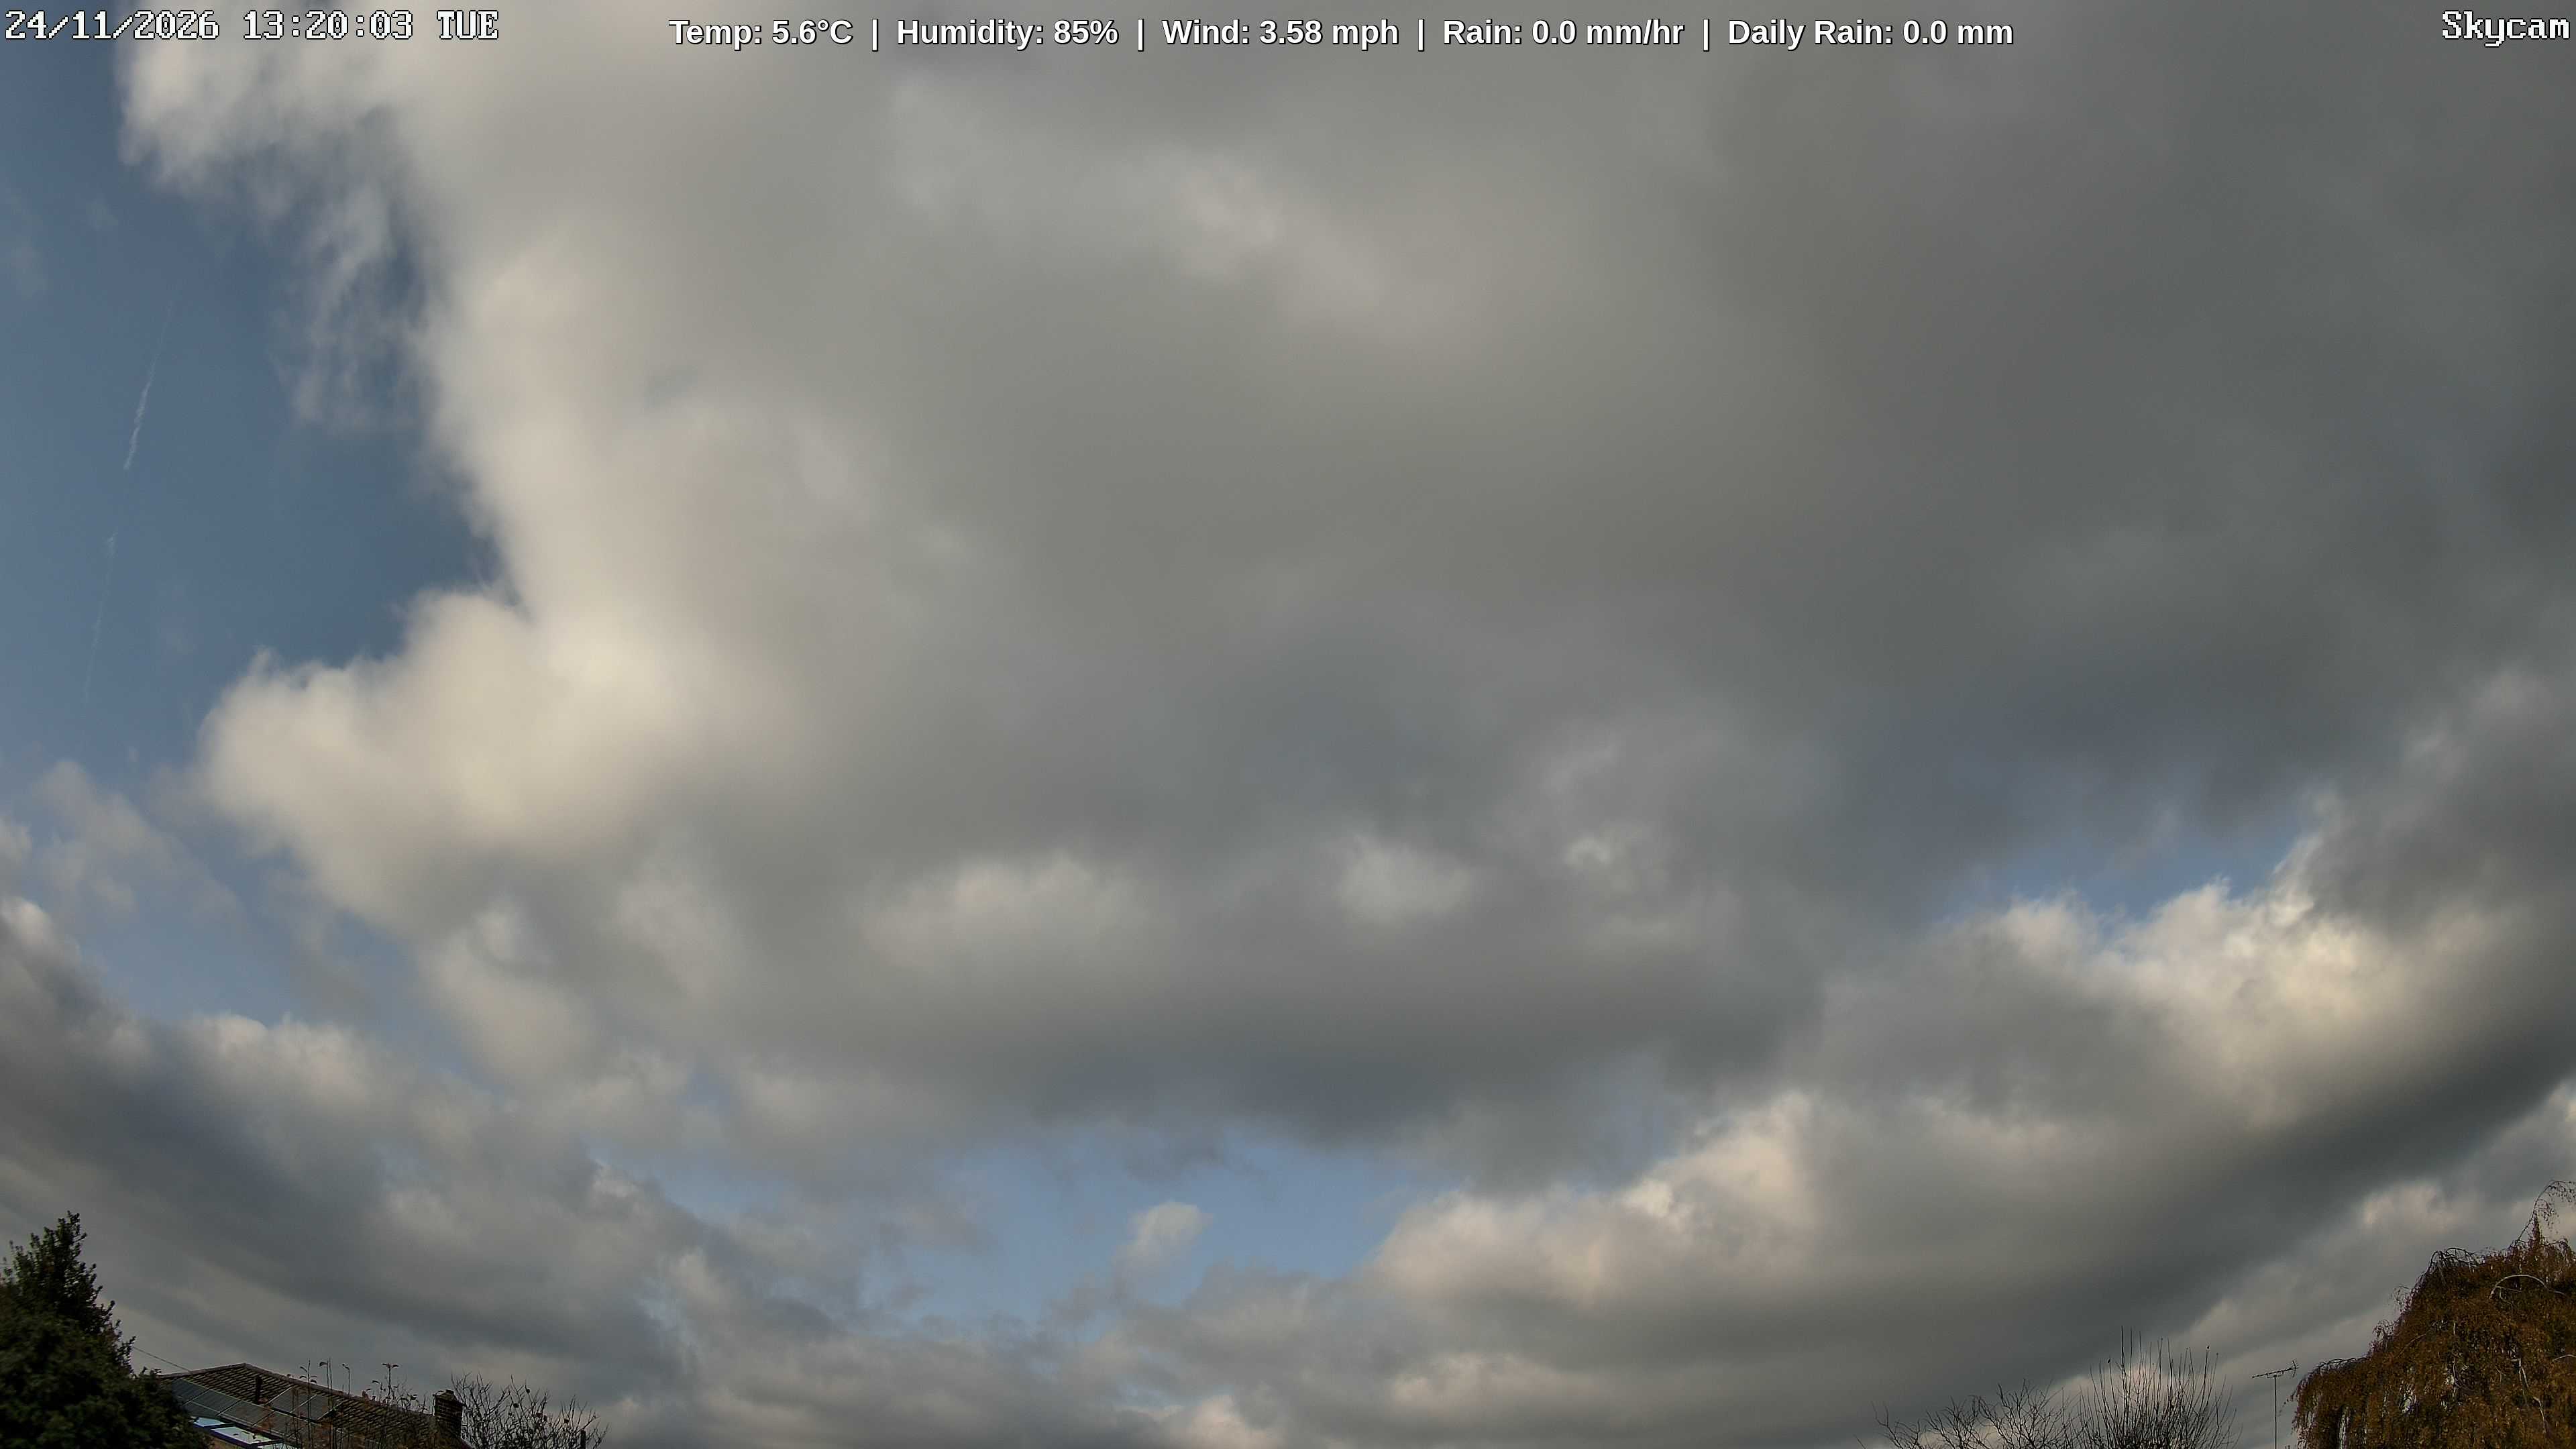 24/11/2026 13:20:03 TUE
Temp: 5.6°C | Humidity: 85% | Wind: 3.58 mph | Rain: 0.0 mm/hr | Daily Rain: 0.0 mm
Skycam